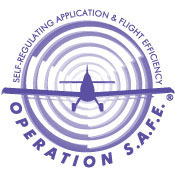 SELF-REGULATING APPLICATION & FLIGHT EFFICIENCY
OPERATION S.A.F.E.®